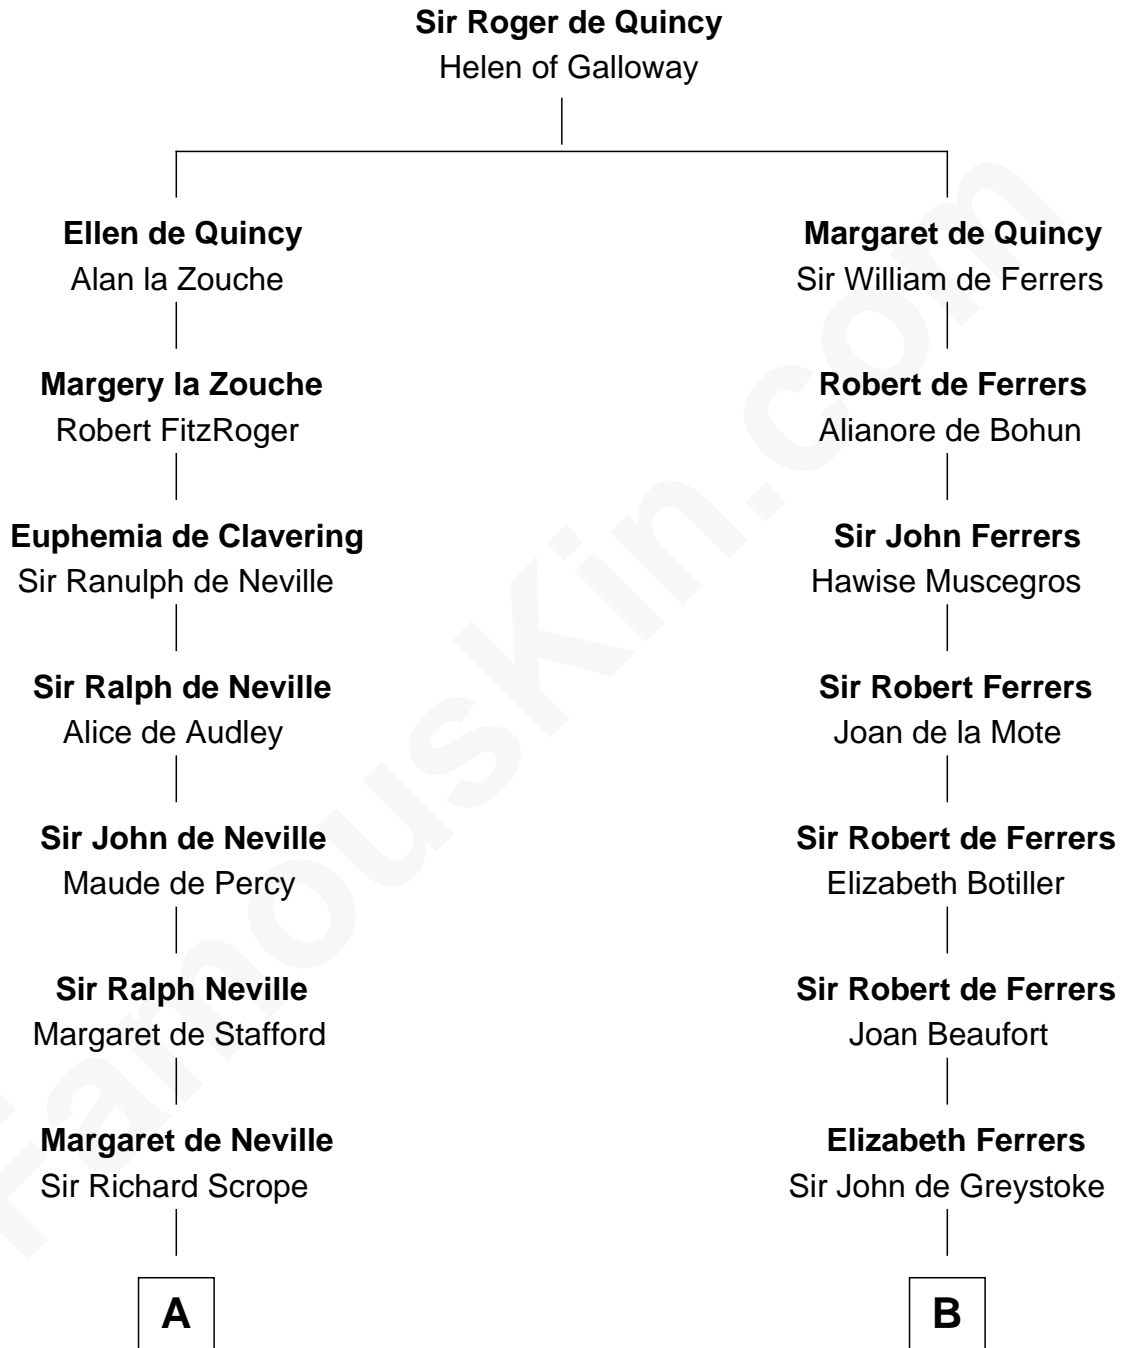 Sir Roger de Quincy
Helen of Galloway
Ellen de Quincy
Alan la Zouche
Margaret de Quincy
Sir William de Ferrers
Margery la Zouche
Robert FitzRoger
Robert de Ferrers
Alianore de Bohun
Euphemia de Clavering
Sir Ranulph de Neville
Sir John Ferrers
Hawise Muscegros
Sir Ralph de Neville
Alice de Audley
Sir Robert Ferrers
Joan de la Mote
Sir John de Neville
Maude de Percy
Sir Robert de Ferrers
Elizabeth Botiller
Sir Ralph Neville
Margaret de Stafford
Sir Robert de Ferrers
Joan Beaufort
Margaret de Neville
Sir Richard Scrope
Elizabeth Ferrers
Sir John de Greystoke
A
B
FamousKin.com